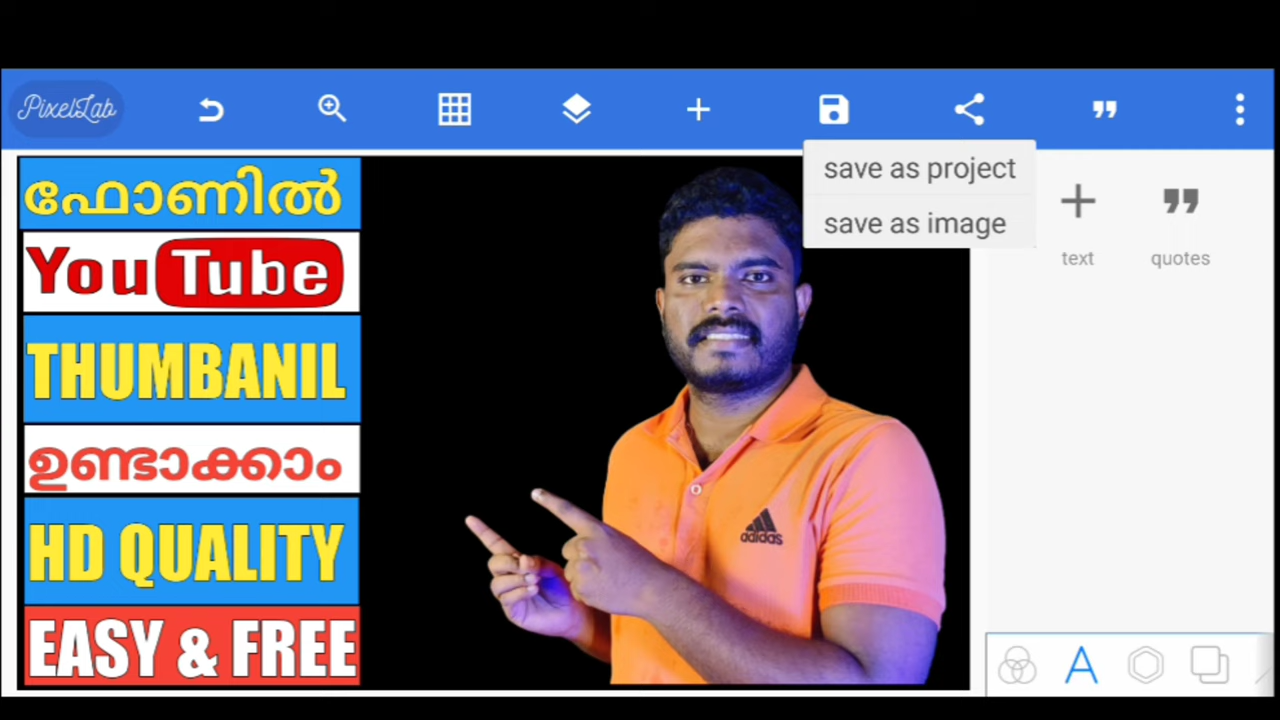 PixelLab
save as project
save as image
text
quotes
ഫോണിൽ
YouTube
THUMBANIL
ഉണ്ടാക്കാം
HD QUALITY
EASY & FREE
adidas